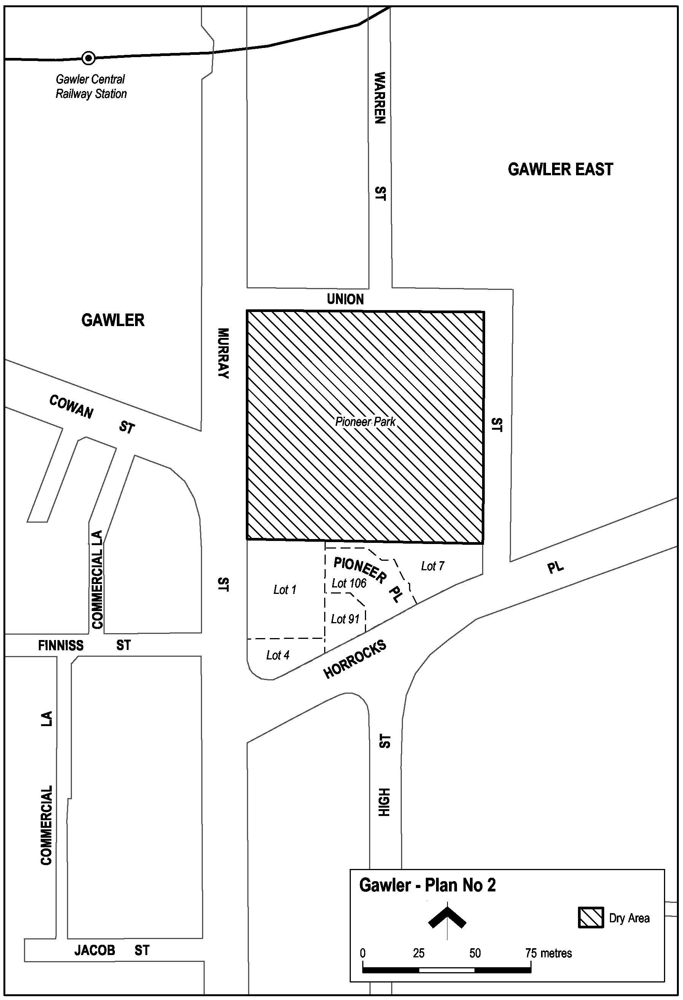 Gawler Central
Railway Station
WARREN
ST
GAWLER EAST
UNION
ST
GAWLER
MURRAY
ST
COWAN
ST
Pioneer Park
COMMERCIAL LA
PIONEER
PL
Lot 7
Lot 106
Lot 1
Lot 91
Lot 4
HORROCKS
PL
FINNISS ST
COMMERCIAL LA
HIGH ST
JACOB ST
Gawler - Plan No 2
Dry Area
0 25 50 75 metres